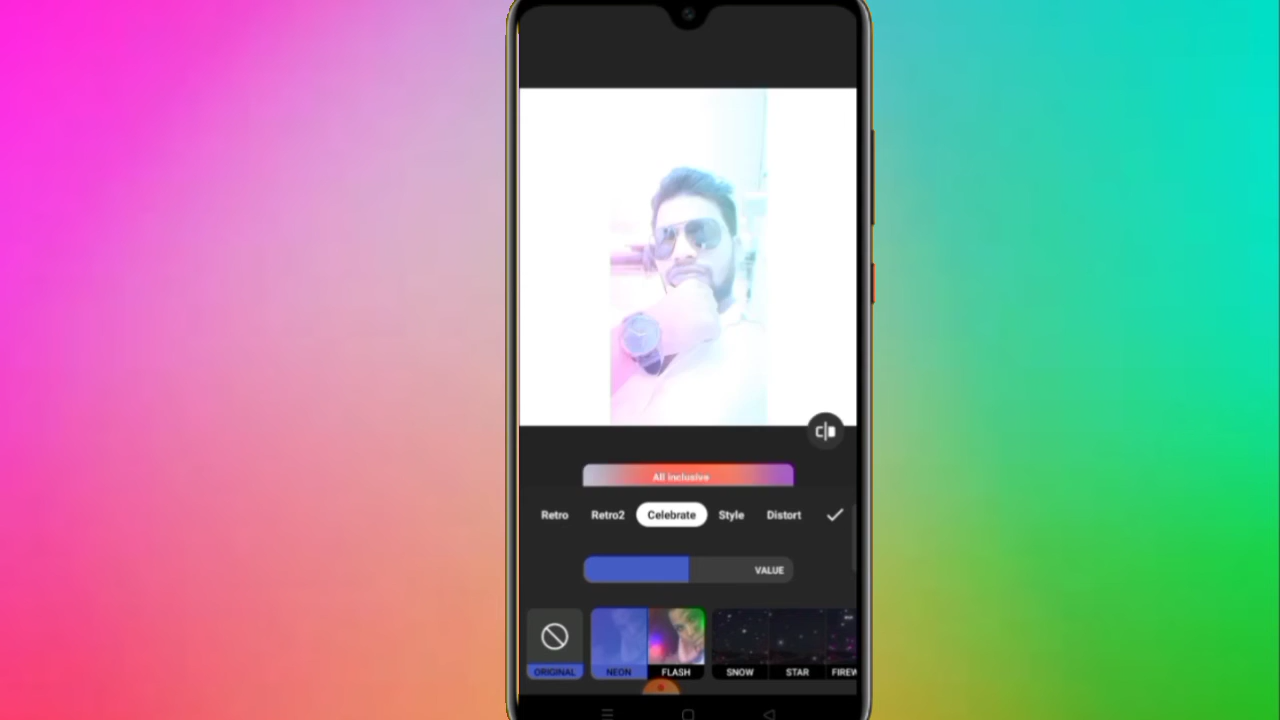 All inclusive
Retro Retro2 Celebrate Style Distort
VALUE
ORIGINAL NEON FLASH SNOW STAR FIREW